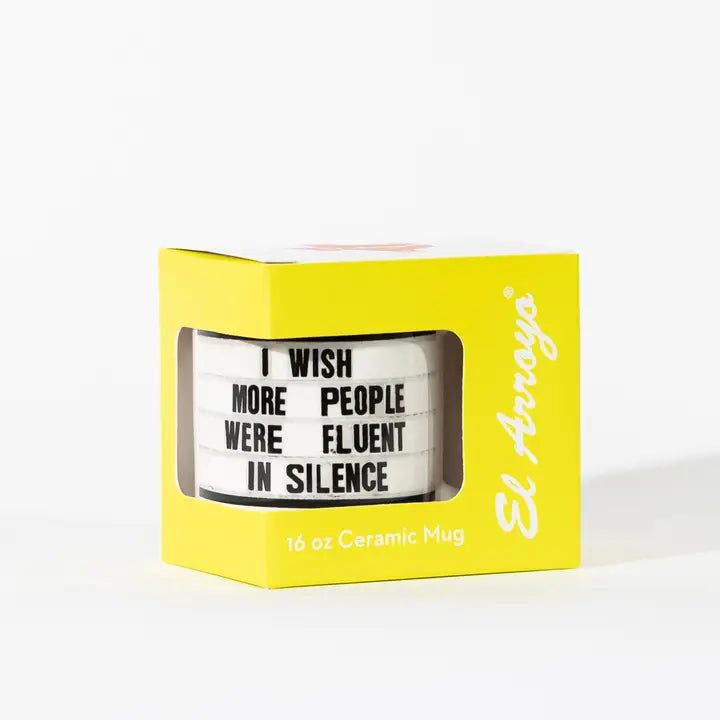 I WISH
MORE PEOPLE
WERE FLUENT
IN SILENCE
16 oz Ceramic Mug
El Arroyo®